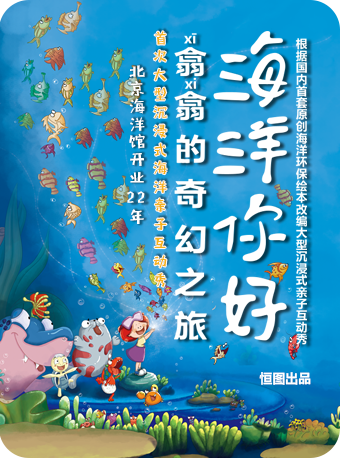 根据国内首套原创海洋环保绘本改编大型沉浸式亲子互动秀
海洋你好
xī xī
翕翕的奇幻之旅
首次大型沉浸式海洋亲子互动秀
北京海洋馆开业22年
恒图出品